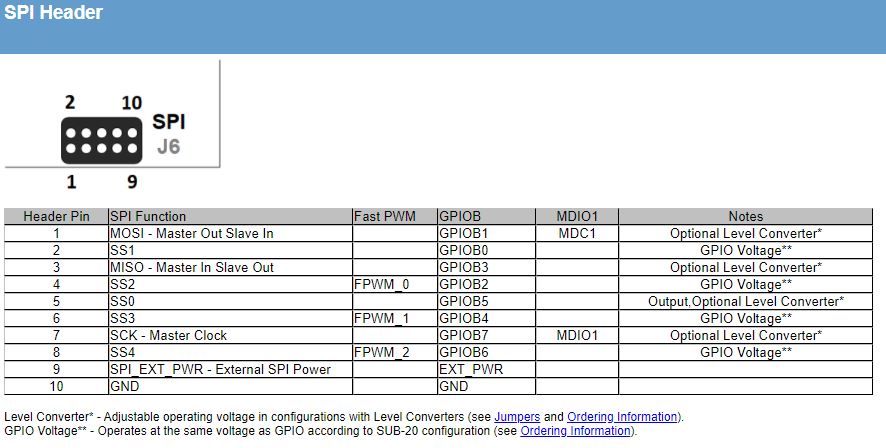 SPI Header
2 10
SPI
J6
1 9
Header Pin SPI Function Fast PWM GPIOB MDIO1 Notes
1 MOSI - Master Out Slave In GPIOB1 MDC1 Optional Level Converter*
2 SS1 GPIOB0 GPIO Voltage**
3 MISO - Master In Slave Out GPIOB3 Optional Level Converter*
4 SS2 FPWM_0 GPIOB2 GPIO Voltage**
5 SS0 GPIOB5 Output,Optional Level Converter*
6 SS3 FPWM_1 GPIOB4 GPIO Voltage**
7 SCK - Master Clock GPIOB7 MDIO1 Optional Level Converter*
8 SS4 FPWM_2 GPIOB6 GPIO Voltage**
9 SPI_EXT_PWR - External SPI Power EXT_PWR
10 GND GND
Level Converter* - Adjustable operating voltage in configurations with Level Converters (see Jumpers and Ordering Information).
GPIO Voltage** - Operates at the same voltage as GPIO according to SUB-20 configuration (see Ordering Information).